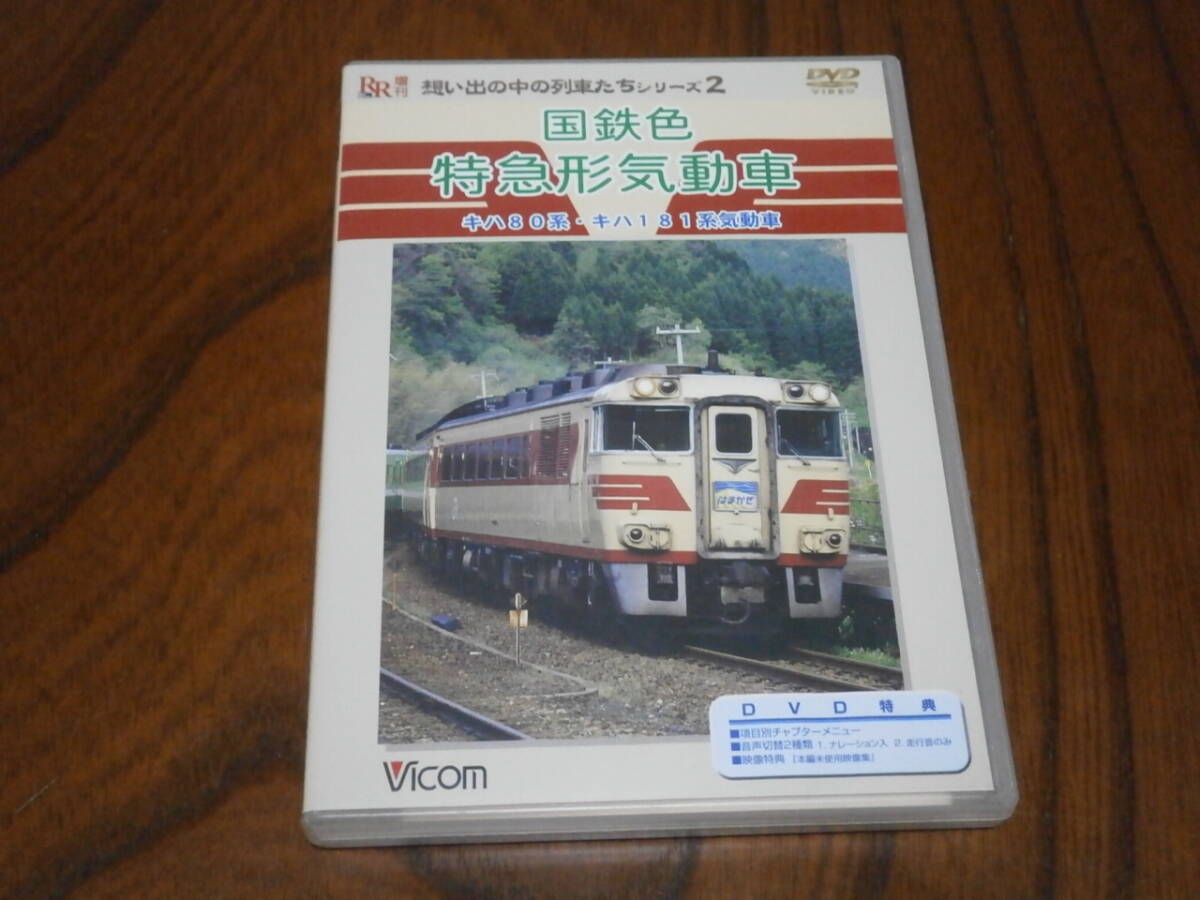 RR 増刊 想い出の中の列車たちシリーズ2 DVD VIDEO
国鉄色
特急形気動車
キハ80系・キハ181系気動車
はまかぜ
DVD特典
■項目別チャプターメニュー
■音声切替2種類 1. ナレーション入 2. 走行音のみ
■映像特典 「本編未使用映像集」
Vicom